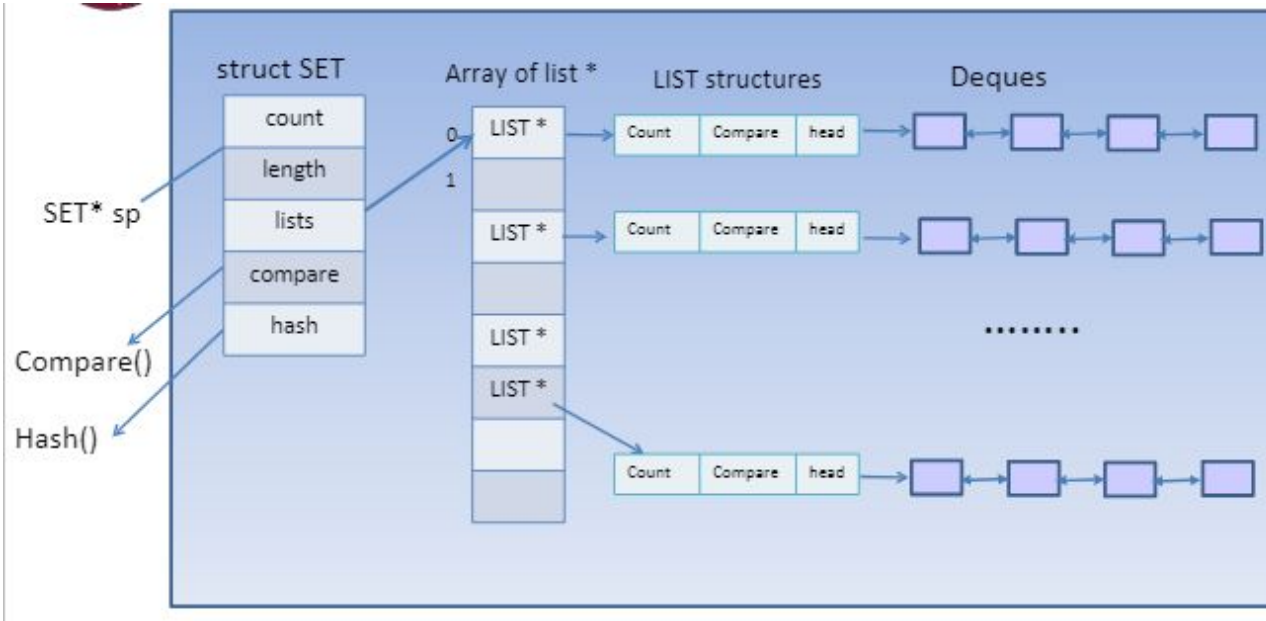 struct SET
Array of list *
LIST structures
Deques
count
length
lists
compare
hash
SET* sp
Compare()
Hash()
0
1
LIST *
LIST *
LIST *
LIST *
Count Compare head
Count Compare head
........
Count Compare head